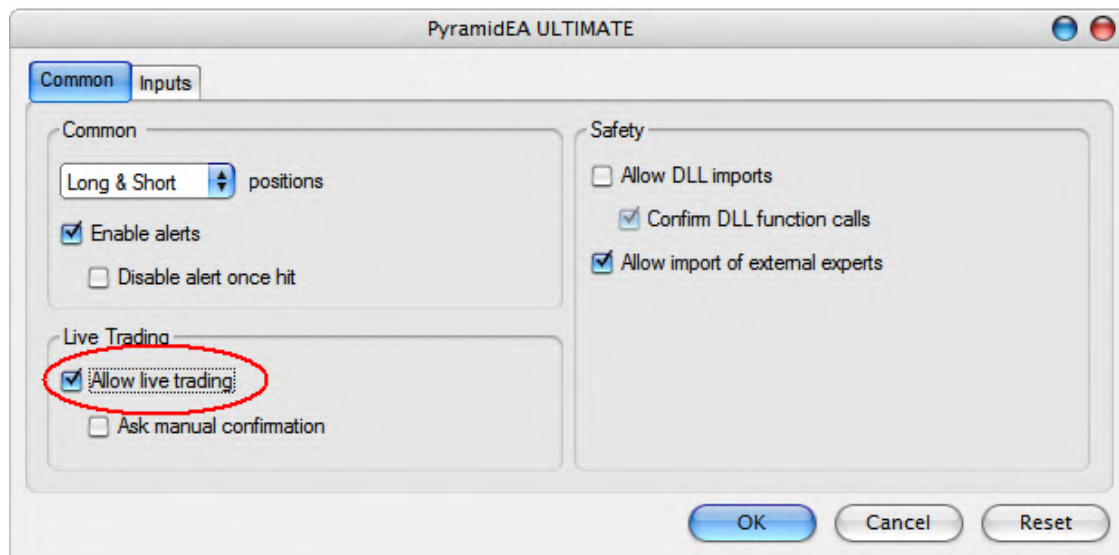 PyramidEA ULTIMATE
Common
Inputs
Common
Long & Short
positions
Enable alerts
Disable alert once hit
Live Trading
Allow live trading
Ask manual confirmation
Safety
Allow DLL imports
Confirm DLL function calls
Allow import of external experts
OK
Cancel
Reset